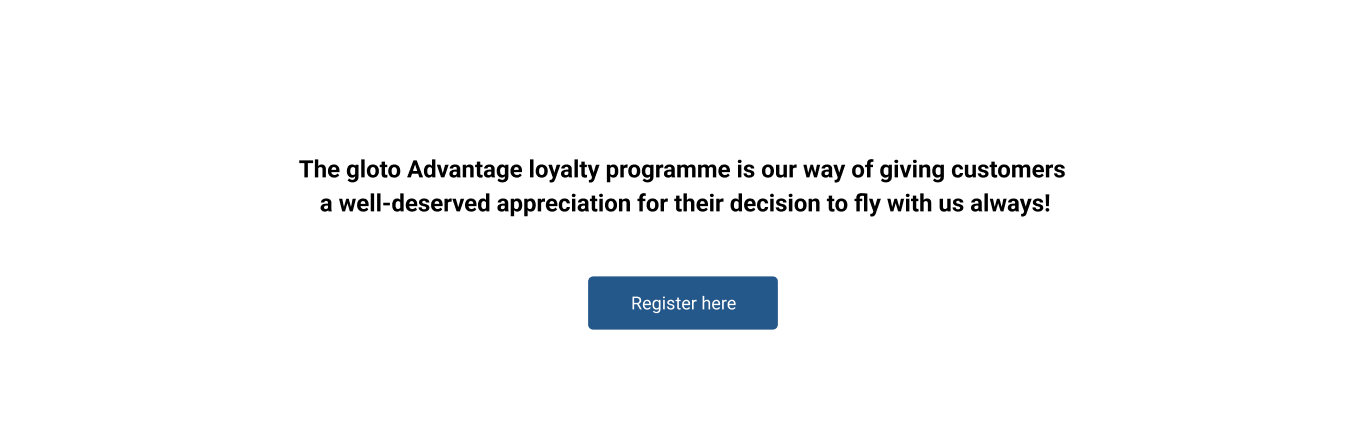 The gloto Advantage loyalty programme is our way of giving customers
a well-deserved appreciation for their decision to fly with us always!
Register here